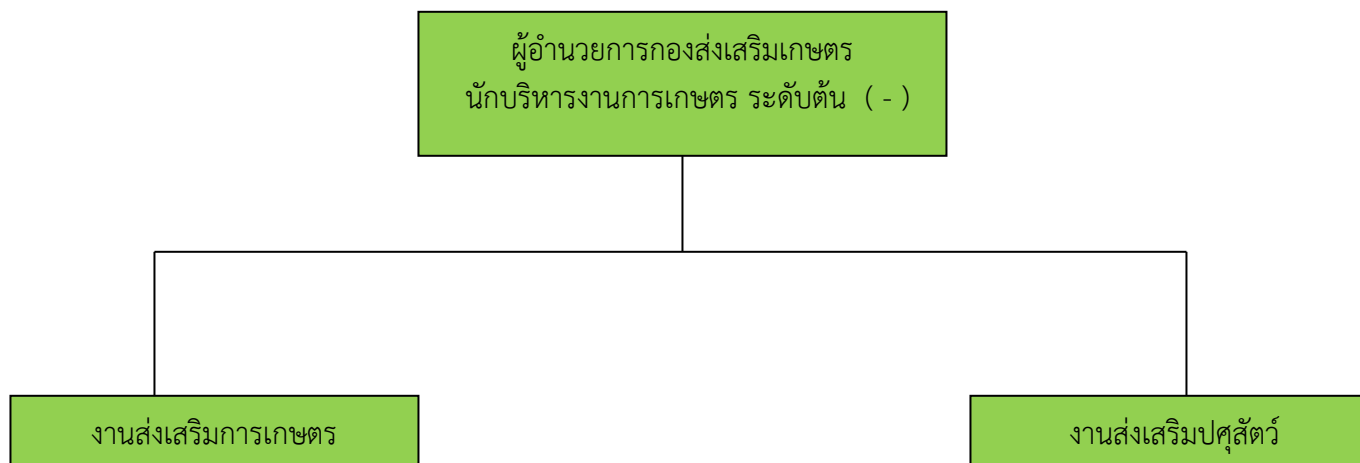 ผู้อำนวยการกองส่งเสริมเกษตร
นักบริหารงานการเกษตร ระดับต้น ( - )
งานส่งเสริมการเกษตร
งานส่งเสริมปศุสัตว์